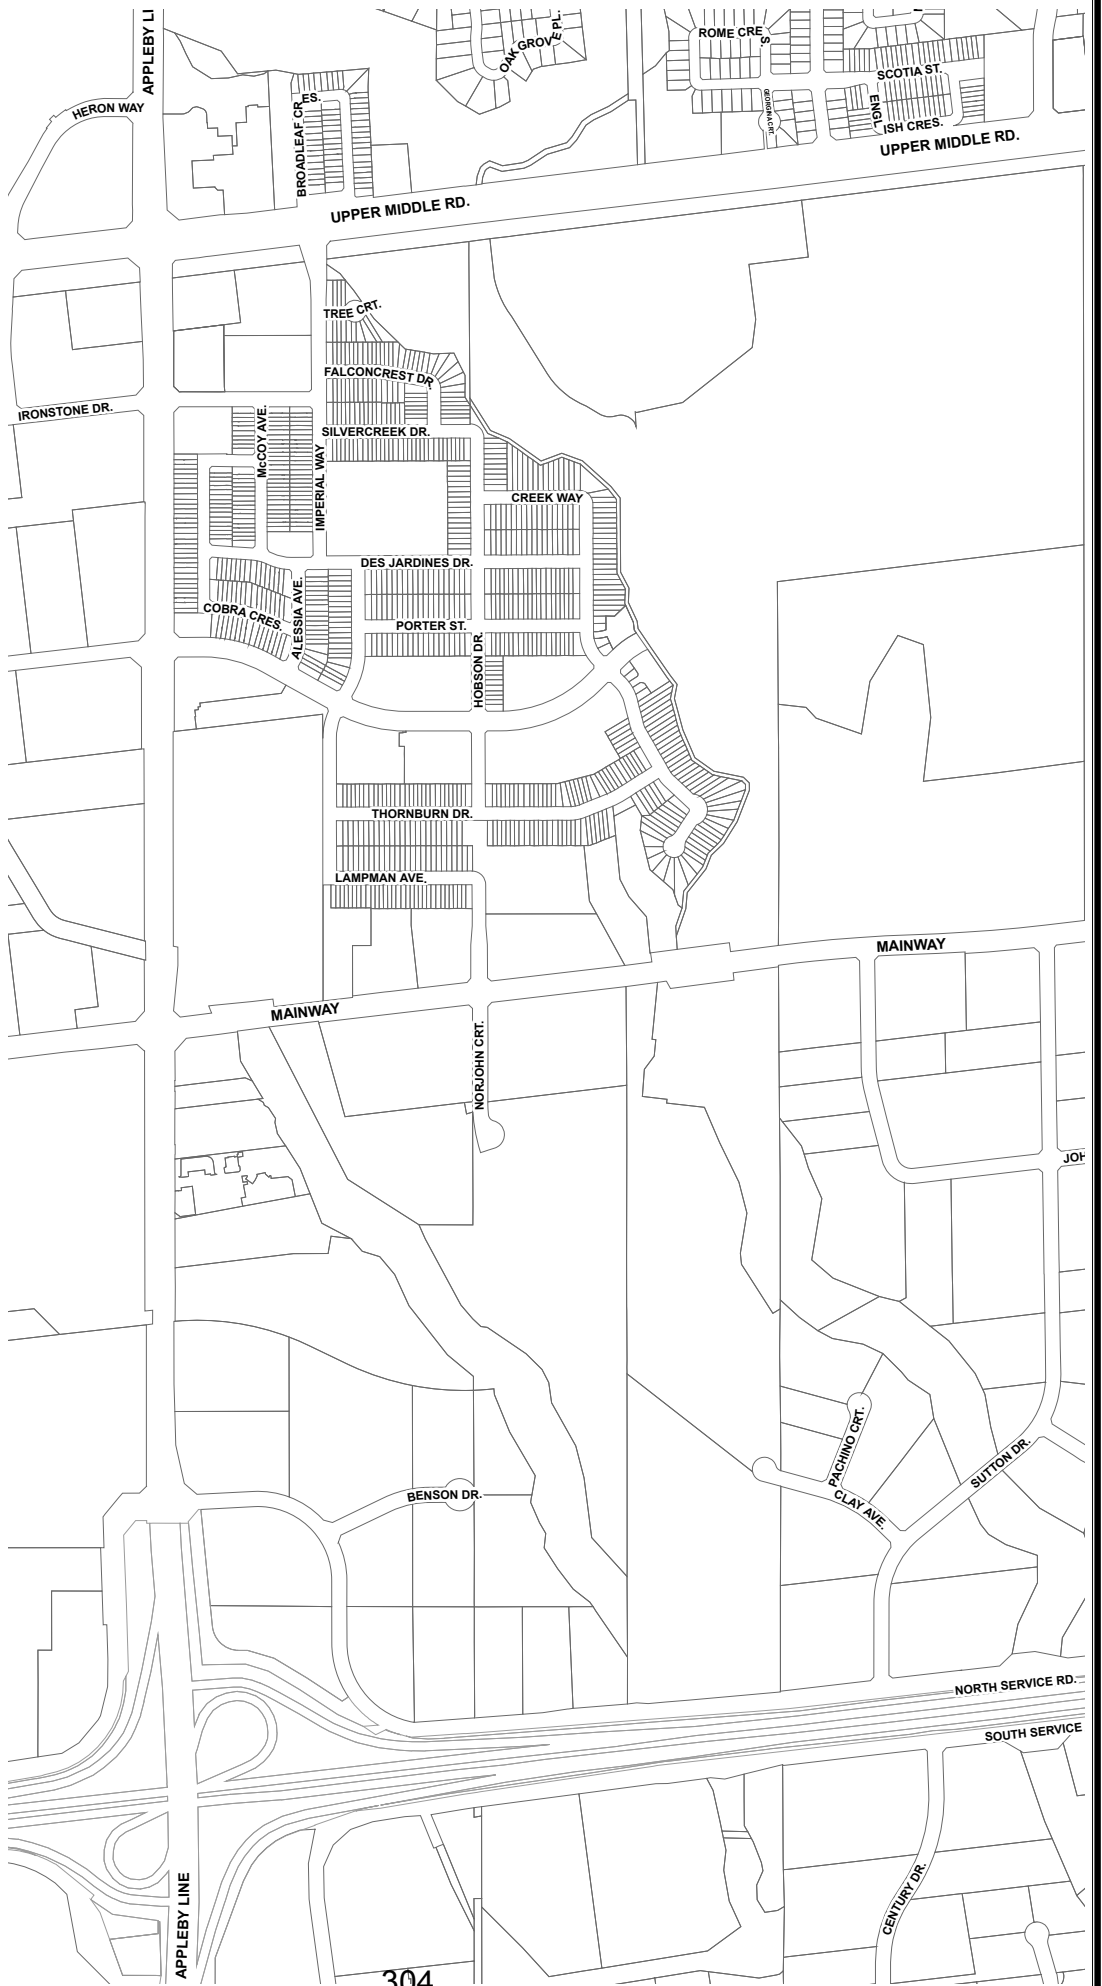 APPLEBY LI
OAK GROVE PL.
ROME CRES.
SCOTIA ST.
HERON WAY
BROADLEAF CRES.
GEORGINA CRT.
ENGLISH CRES.
UPPER MIDDLE RD.
UPPER MIDDLE RD.
TREE CRT.
FALCONCREST DR.
IRONSTONE DR.
McCOY AVE.
SILVERCREEK DR.
IMPERIAL WAY
CREEK WAY
DES JARDINES DR.
COBRA CRES.
ALESSIA AVE.
PORTER ST.
HOBSON DR.
THORNBURN DR.
LAMPMAN AVE.
MAINWAY
MAINWAY
NORJOHN CRT.
JOH
PACHINO CRT.
SUTTON DR.
BENSON DR.
CLAY AVE.
NORTH SERVICE RD.
SOUTH SERVICE
CENTURY DR.
APPLEBY LINE
304